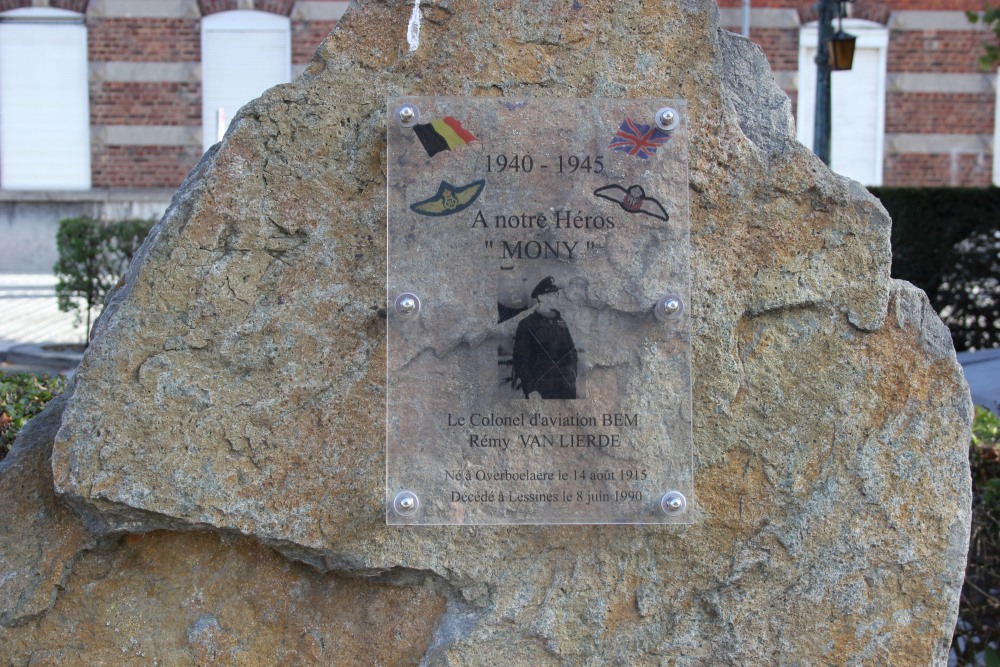 1940 - 1945
A notre Héros
" MONY "
Le Colonel d'aviation BEM
Rémy VAN LIERDE
Né à Overboelaere le 14 août 1915
Décédé à Lessines le 8 juin 1990